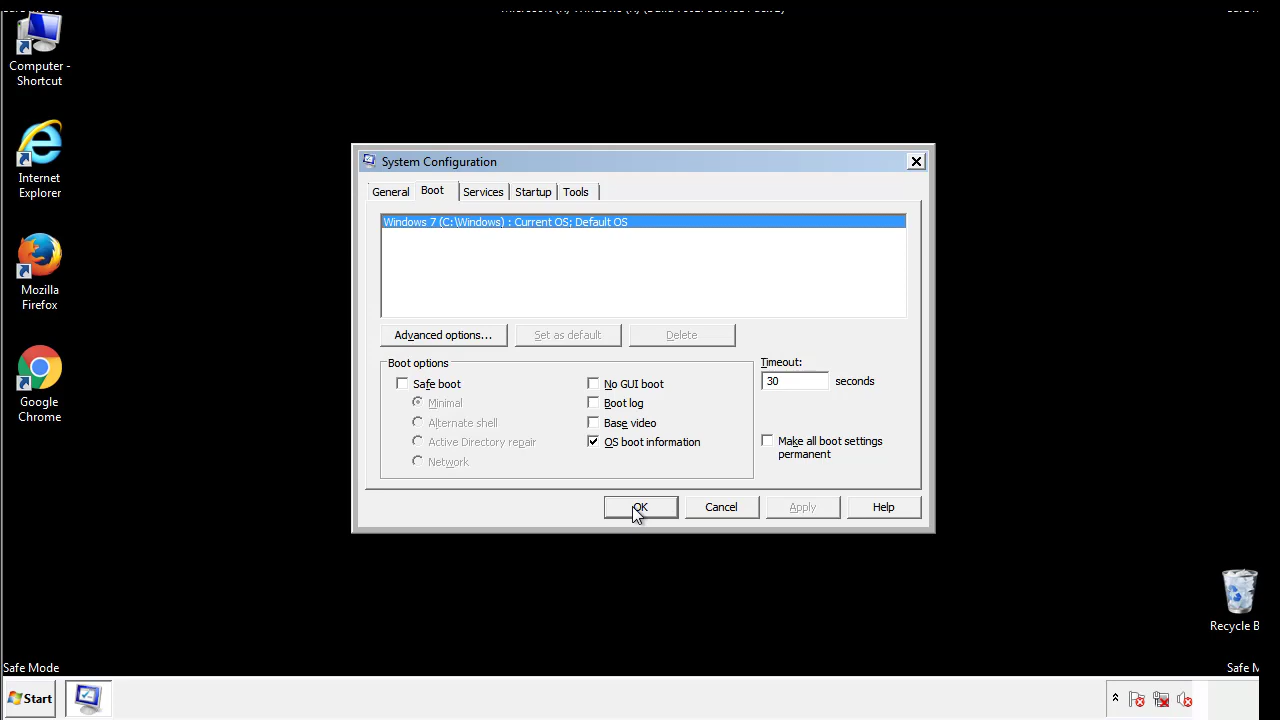 Computer -
Shortcut
Internet
Explorer
Mozilla
Firefox
Google
Chrome
System Configuration
General Boot Services Startup Tools
Windows 7 (C:\Windows) : Current OS; Default OS
Advanced options... Set as default Delete
Boot options
Safe boot
Minimal
Alternate shell
Active Directory repair
Network
No GUI boot
Boot log
Base video
OS boot information
Timeout:
30 seconds
Make all boot settings
permanent
OK Cancel Apply Help
Recycle B
Safe Mode
Safe M
Start